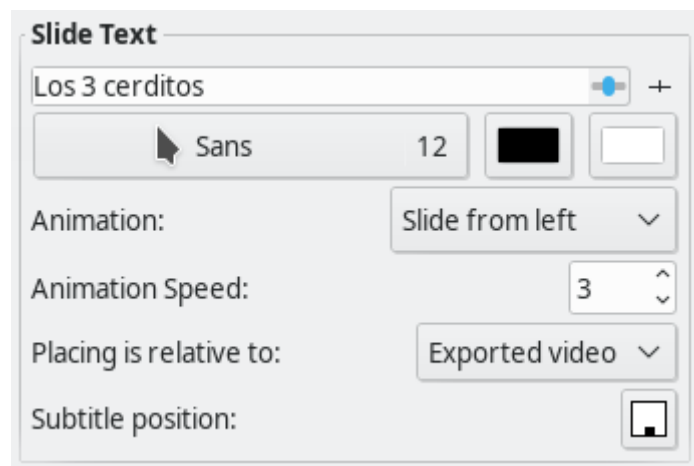 Slide Text
Los 3 cerditos
Sans 12
Animation: Slide from left
Animation Speed: 3
Placing is relative to: Exported video
Subtitle position: